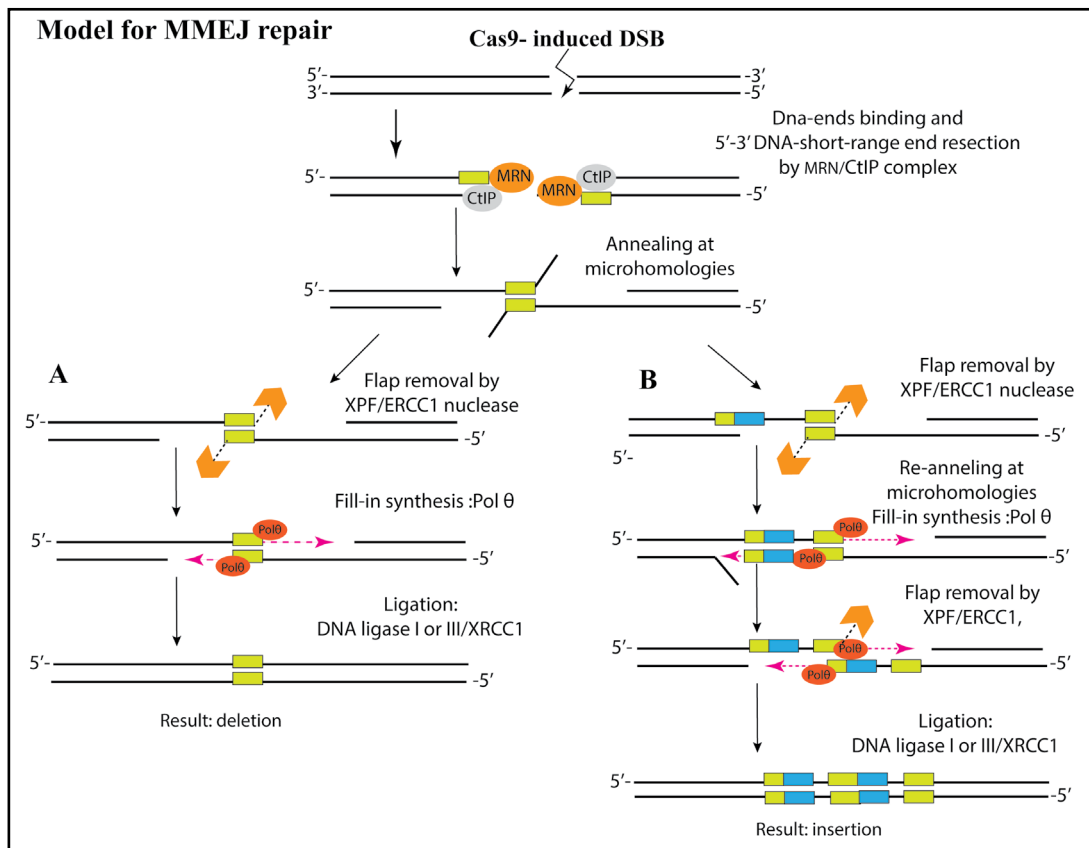 Model for MMEJ repair
Cas9- induced DSB
5’-
-3’
3’-
-5’
Dna-ends binding and
5’-3’ DNA-short-range end resection
by MRN/CtIP complex
5’-
MRN
CtIP
CtIP
MRN
-5’
Annealing at
microhomologies
5’-
-5’
A
Flap removal by
XPF/ERCC1 nuclease
5’-
-5’
Fill-in synthesis :Pol θ
Polθ
5’-
Polθ
-5’
Ligation:
DNA ligase I or III/XRCC1
5’-
-5’
Result: deletion
B
Flap removal by
XPF/ERCC1 nuclease
5’-
-5’
5’-
Re-anneling at
microhomologies
Fill-in synthesis :Pol θ
Polθ
5’-
Polθ
-5’
Flap removal by
XPF/ERCC1,
5’-
Polθ
Polθ
-5’
Ligation:
DNA ligase I or III/XRCC1
5’-
-5’
Result: insertion